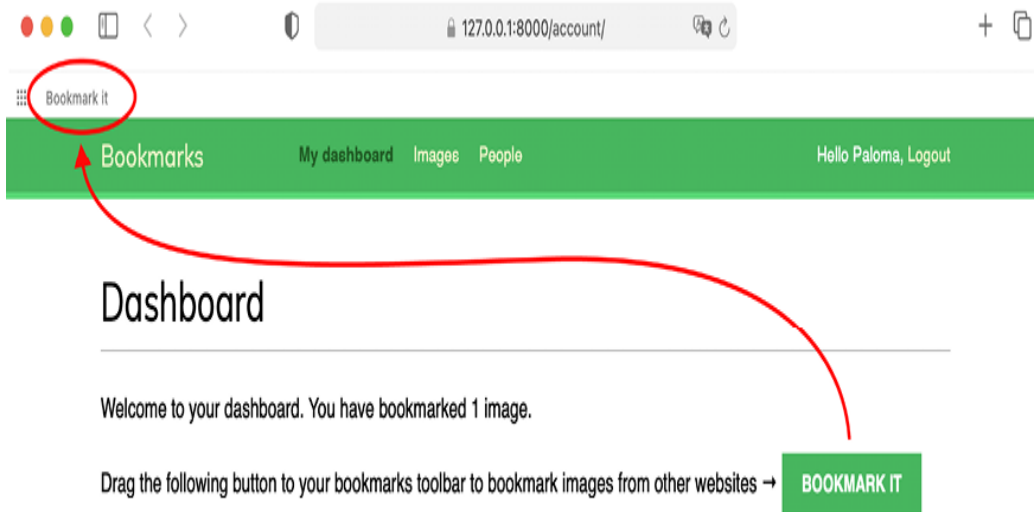 127.0.0.1:8000/account/
Bookmark it
Bookmarks My dashboard Images People Hello Paloma, Logout
Dashboard
Welcome to your dashboard. You have bookmarked 1 image.
Drag the following button to your bookmarks toolbar to bookmark images from other websites → BOOKMARK IT